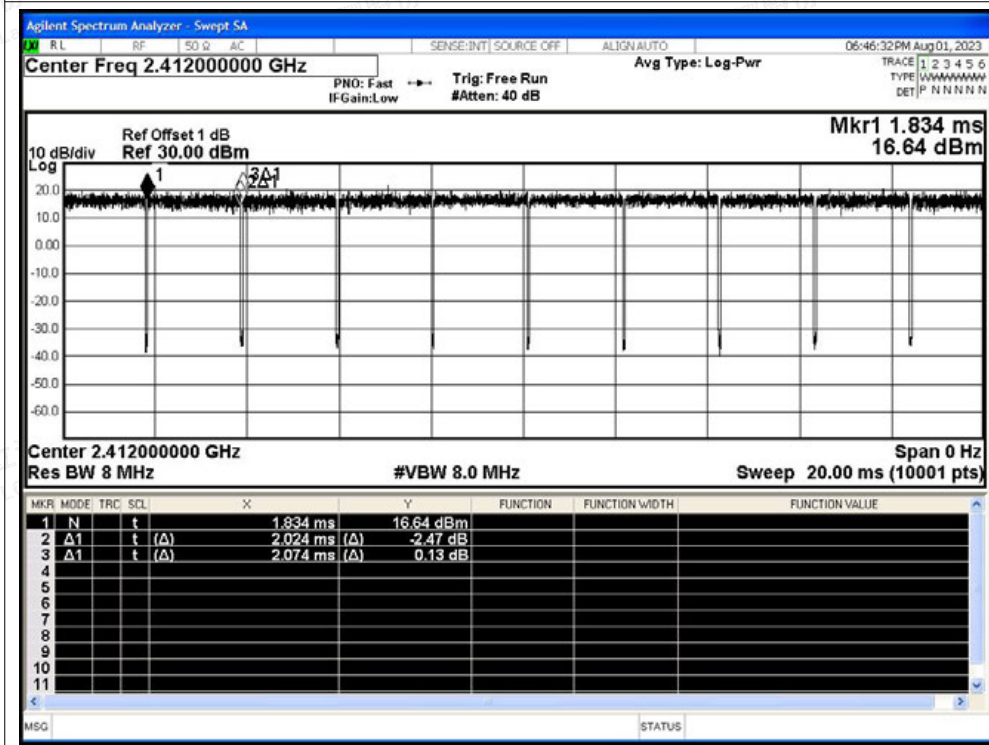 Agilent Spectrum Analyzer - Swept SA
RL RF 50 Ω AC SENSE:INT SOURCE OFF ALIGNAUTO 06:46:32 PM Aug 01, 2023
Center Freq 2.412000000 GHz Avg Type: Log-Pwr TRACE 1 2 3 4 5 6
PNO: Fast Trig: Free Run TYPE WWWWWW
IFGain:Low #Atten: 40 dB DET P N N N N N
Mkr1 1.834 ms
Ref Offset 1 dB
10 dB/div Ref 30.00 dBm 16.64 dBm
Log
1 3Δ1
2Δ1
20.0
10.0
0.00
-10.0
-20.0
-30.0
-40.0
-50.0
-60.0
Center 2.412000000 GHz Span 0 Hz
Res BW 8 MHz #VBW 8.0 MHz Sweep 20.00 ms (10001 pts)
MKR MODE TRC SCL X Y FUNCTION FUNCTION WIDTH FUNCTION VALUE
1 N t 1.834 ms 16.64 dBm
2 Δ1 t (Δ) 2.024 ms (Δ) -2.47 dB
3 Δ1 t (Δ) 2.074 ms (Δ) 0.13 dB
4
5
6
7
8
9
10
11
MSG STATUS